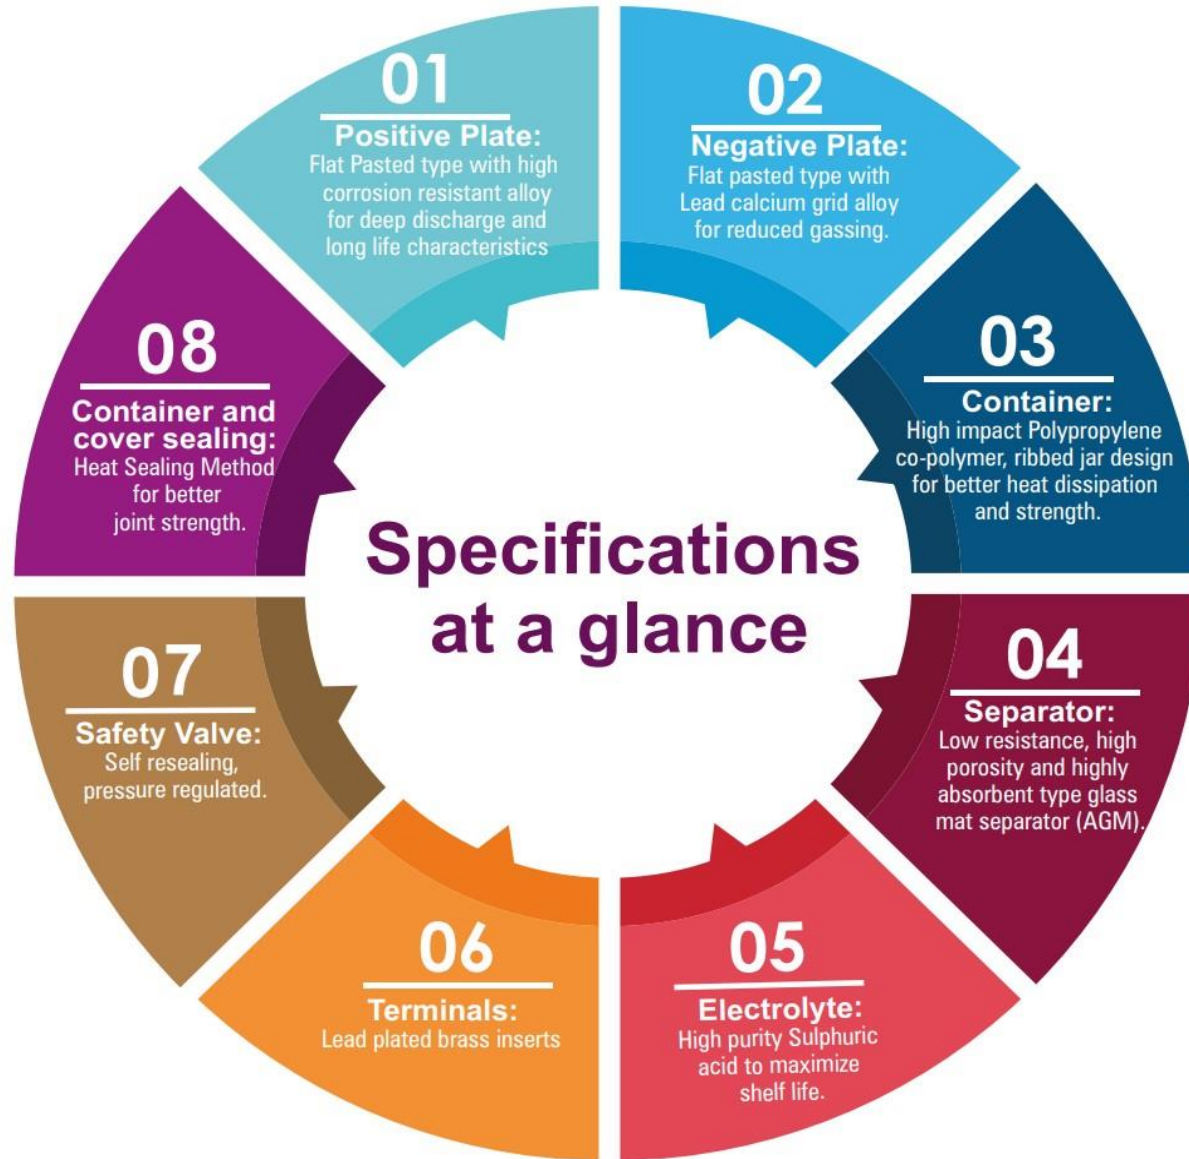 01
Positive Plate:
Flat Pasted type with high
corrosion resistant alloy
for deep discharge and
long life characteristics
02
Negative Plate:
Flat pasted type with
Lead calcium grid alloy
for reduced gassing.
03
Container:
High impact Polypropylene
co-polymer, ribbed jar design
for better heat dissipation
and strength.
04
Separator:
Low resistance, high
porosity and highly
absorbent type glass
mat separator (AGM).
05
Electrolyte:
High purity Sulphuric
acid to maximize
shelf life.
06
Terminals:
Lead plated brass inserts
07
Safety Valve:
Self resealing,
pressure regulated.
08
Container and
cover sealing:
Heat Sealing Method
for better
joint strength.
Specifications
at a glance